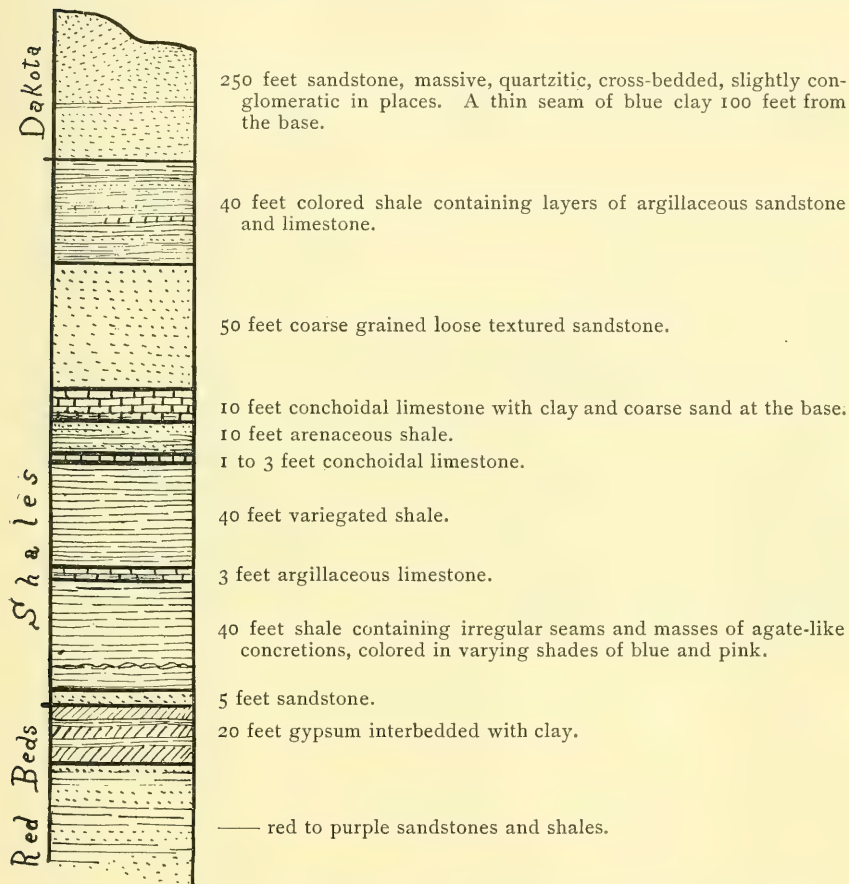 Dakota
250 feet sandstone, massive, quartzitic, cross-bedded, slightly con-
glomeratic in places. A thin seam of blue clay 100 feet from
the base.
40 feet colored shale containing layers of argillaceous sandstone
and limestone.
50 feet coarse grained loose textured sandstone.
Shales
10 feet conchoidal limestone with clay and coarse sand at the base.
10 feet arenaceous shale.
1 to 3 feet conchoidal limestone.
40 feet variegated shale.
3 feet argillaceous limestone.
40 feet shale containing irregular seams and masses of agate-like
concretions, colored in varying shades of blue and pink.
5 feet sandstone.
Red Beds
20 feet gypsum interbedded with clay.
—— red to purple sandstones and shales.